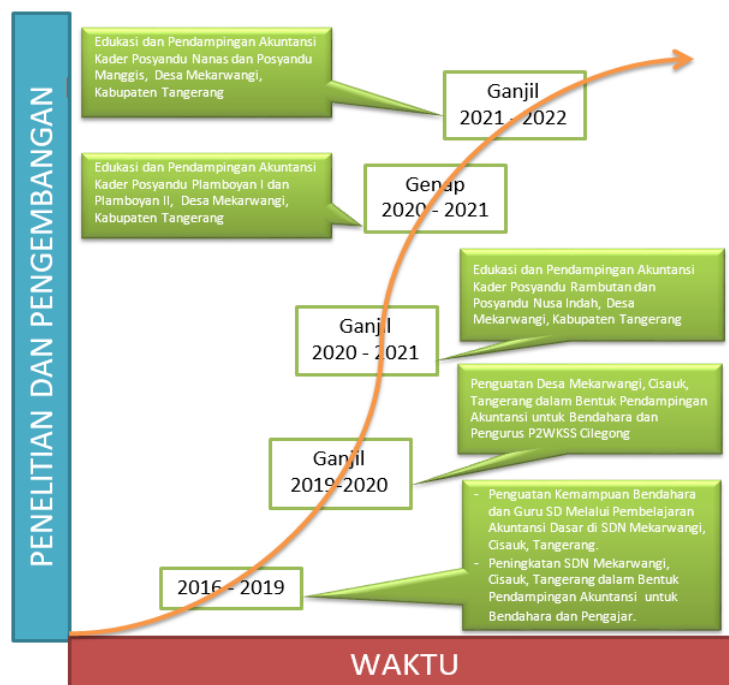 PENELITIAN DAN PENGEMBANGAN
Edukasi dan Pendampingan Akuntansi
Kader Posyandu Nanas dan Posyandu
Manggis, Desa Mekarwangi,
Kabupaten Tangerang
Ganjil
2021 - 2022
Edukasi dan Pendampingan Akuntansi
Kader Posyandu Plamboyan I dan
Plamboyan II, Desa Mekarwangi,
Kabupaten Tangerang
Genap
2020 - 2021
Edukasi dan Pendampingan Akuntansi
Kader Posyandu Rambutan dan
Posyandu Nusa Indah, Desa
Mekarwangi, Kabupaten Tangerang
Ganjil
2020 - 2021
Penguatan Desa Mekarwangi, Cisauk,
Tangerang dalam Bentuk Pendampingan
Akuntansi untuk Bendahara dan
Pengurus P2WKSS Cilegong
Ganjil
2019-2020
- Penguatan Kemampuan Bendahara
dan Guru SD Melalui Pembelajaran
Akuntansi Dasar di SDN Mekarwangi,
Cisauk, Tangerang.
- Peningkatan SDN Mekarwangi,
Cisauk, Tangerang dalam Bentuk
Pendampingan Akuntansi untuk
Bendahara dan Pengajar.
2016 - 2019
WAKTU